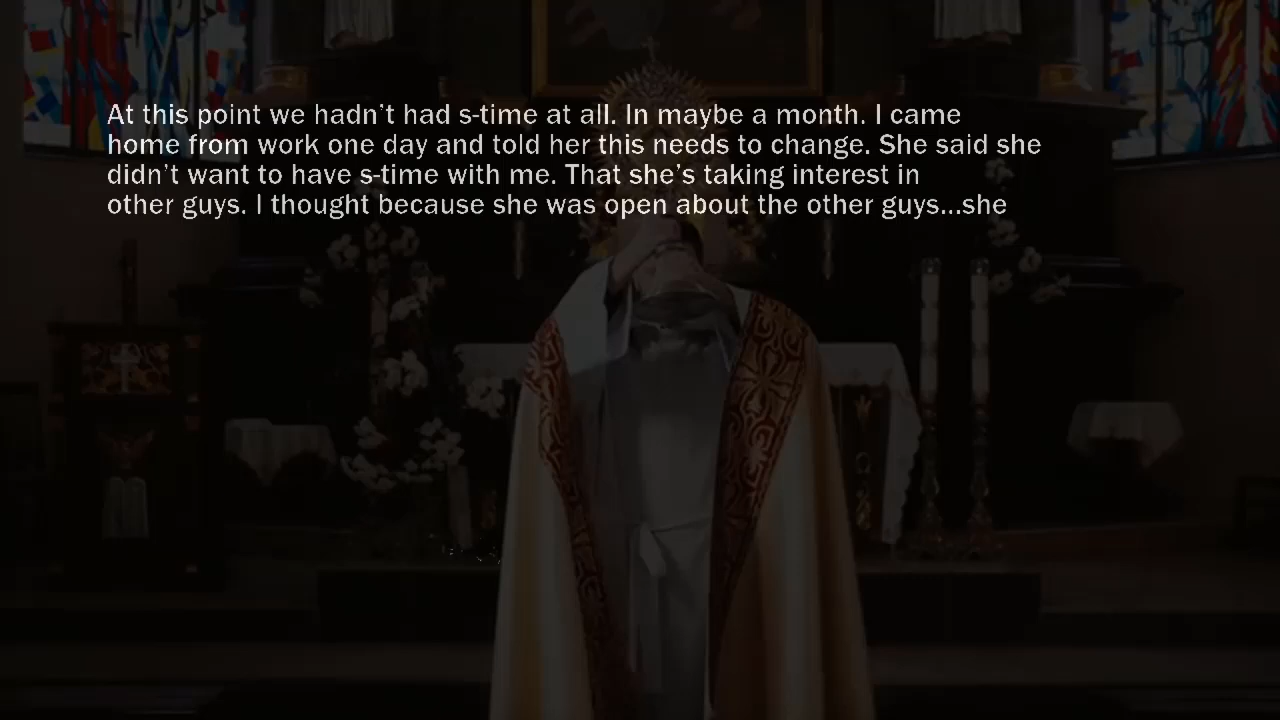 At this point we hadn't had s-time at all. In maybe a month. I came
home from work one day and told her this needs to change. She said she
didn't want to have s-time with me. That she's taking interest in
other guys. I thought because she was open about the other guys...she